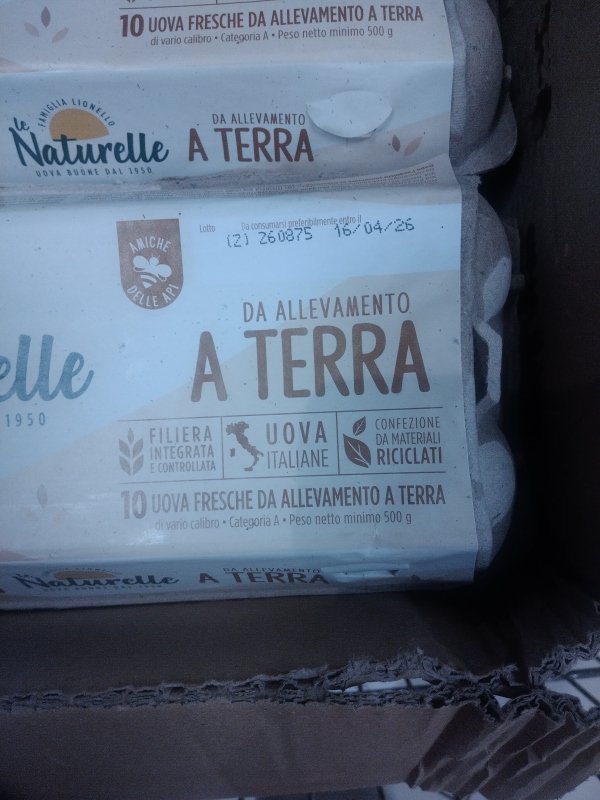 10 UOVA FRESCHE DA ALLEVAMENTO A TERRA
di vario calibro • Categoria A • Peso netto minimo 500 g
FAMIGLIA LIONELLO
le Naturelle
UOVA BUONE DAL 1950
DA ALLEVAMENTO
A TERRA
Lotto
Da consumarsi preferibilmente entro il
(2) 260875 16/04/26
AMICHE
DELLE API
DA ALLEVAMENTO
A TERRA
elle
1950
FILIERA
INTEGRATA
E CONTROLLATA
UOVA
ITALIANE
CONFEZIONE
DA MATERIALI
RICICLATI
10 UOVA FRESCHE DA ALLEVAMENTO A TERRA
di vario calibro • Categoria A • Peso netto minimo 500 g
le Naturelle
DA ALLEVAMENTO
A TERRA